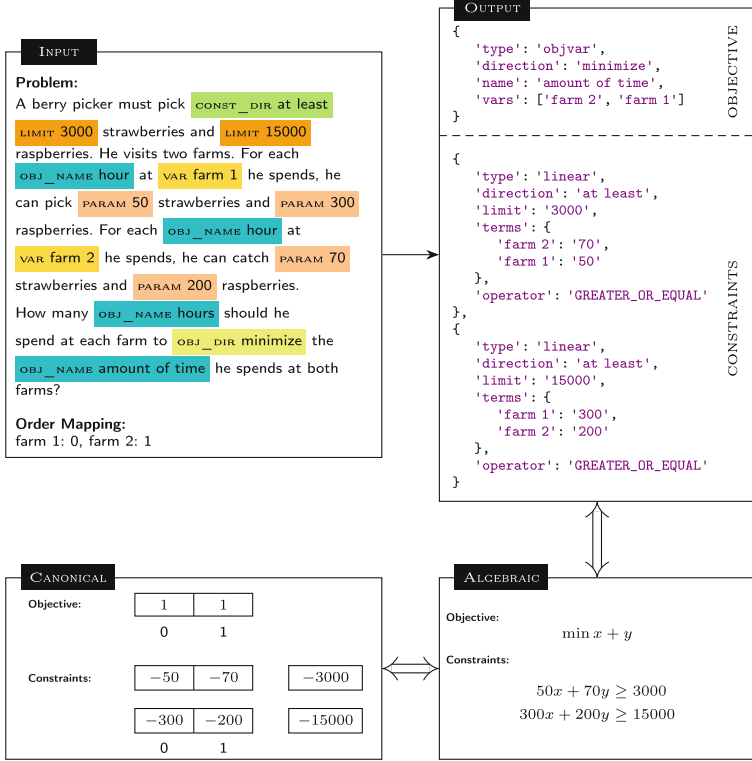 INPUT
Problem:
A berry picker must pick CONST_DIR at least
LIMIT 3000 strawberries and LIMIT 15000
raspberries. He visits two farms. For each
OBJ_NAME hour at VAR farm 1 he spends, he
can pick PARAM 50 strawberries and PARAM 300
raspberries. For each OBJ_NAME hour at
VAR farm 2 he spends, he can catch PARAM 70
strawberries and PARAM 200 raspberries.
How many OBJ_NAME hours should he
spend at each farm to OBJ_DIR minimize the
OBJ_NAME amount of time he spends at both
farms?
Order Mapping:
farm 1: 0, farm 2: 1
OUTPUT
{
'type': 'objvar',
'direction': 'minimize',
'name': 'amount of time',
'vars': ['farm 2', 'farm 1']
}
OBJECTIVE
{
'type': 'linear',
'direction': 'at least',
'limit': '3000',
'terms': {
'farm 2': '70',
'farm 1': '50'
},
'operator': 'GREATER_OR_EQUAL'
},
{
'type': 'linear',
'direction': 'at least',
'limit': '15000',
'terms': {
'farm 1': '300',
'farm 2': '200'
},
'operator': 'GREATER_OR_EQUAL'
}
CONSTRAINTS
CANONICAL
Objective: 1 1
0 1
Constraints: −50 −70 −3000
−300 −200 −15000
0 1
ALGEBRAIC
Objective:
min x + y
Constraints:
50x + 70y ≥ 3000
300x + 200y ≥ 15000